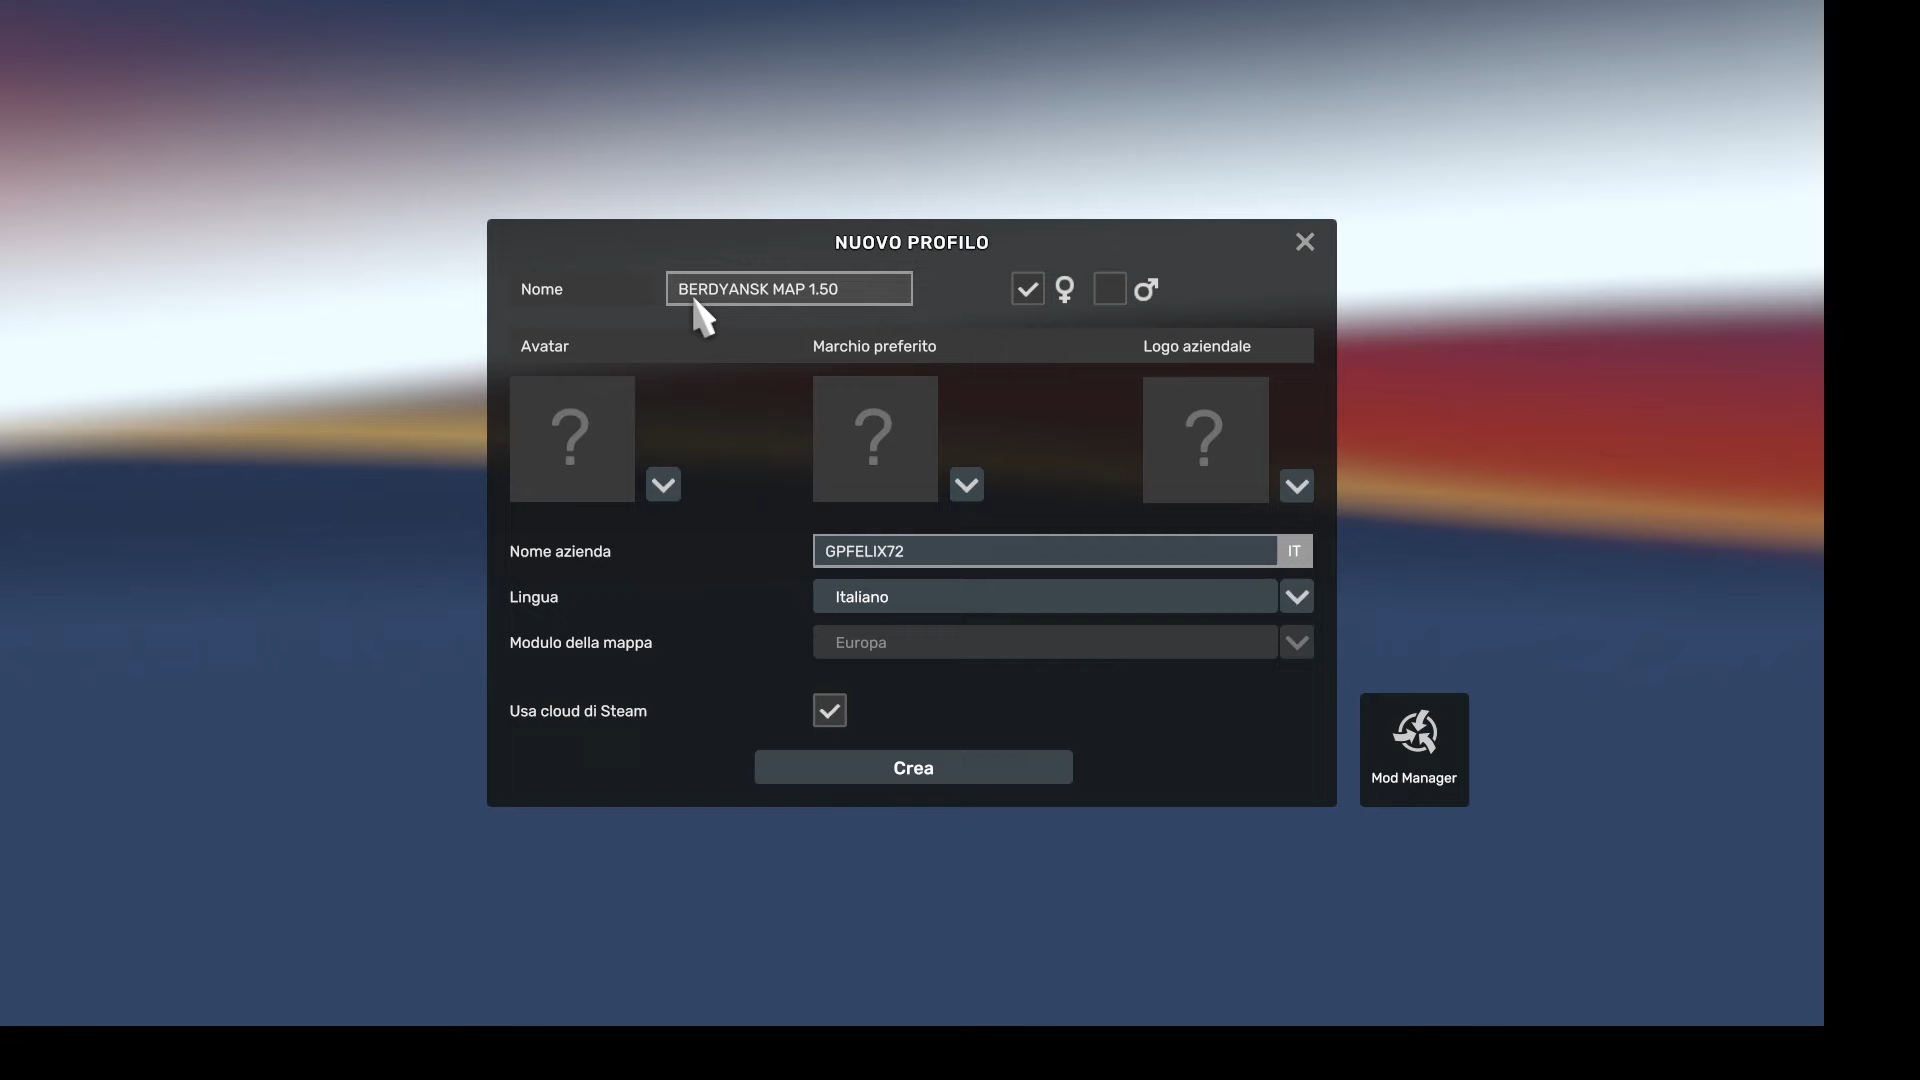 NUOVO PROFILO
Nome
BERDYANSK MAP 1.50
Avatar
Marchio preferito
Logo aziendale
?
?
?
Nome azienda
GPFELIX72
IT
Lingua
Italiano
Modulo della mappa
Europa
Usa cloud di Steam
Crea
Mod Manager